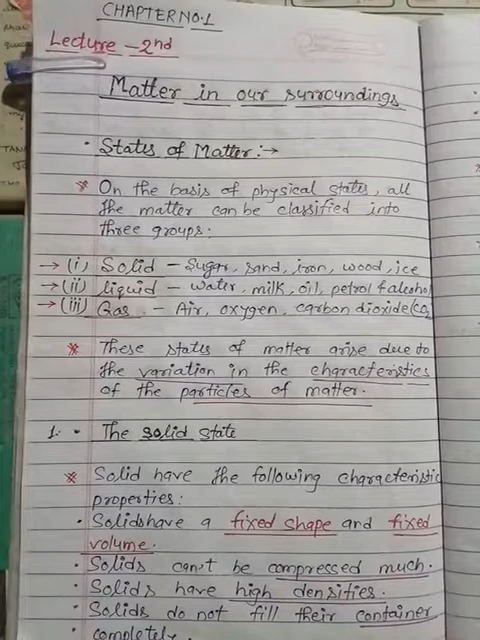 CHAPTER NO.1
Lecture - 2nd
Matter in our surroundings
• States of Matter:→
* On the basis of physical states, all
the matter can be classified into
three groups:
→ (i) Solid - Sugar, sand, iron, wood, ice
→ (ii) liquid - water, milk, oil, petrol & alcohol
→ (iii) Gas - Air, oxygen, carbon dioxide (CO2
* These states of matter arise due to
the variation in the characteristics
of the particles of matter.
1. • The solid state
* Solid have the following characteristic
properties:
• Solids have a fixed shape and fixed
volume.
• Solids can't be compressed much.
• Solids have high densities.
• Solids do not fill their container
• completely.